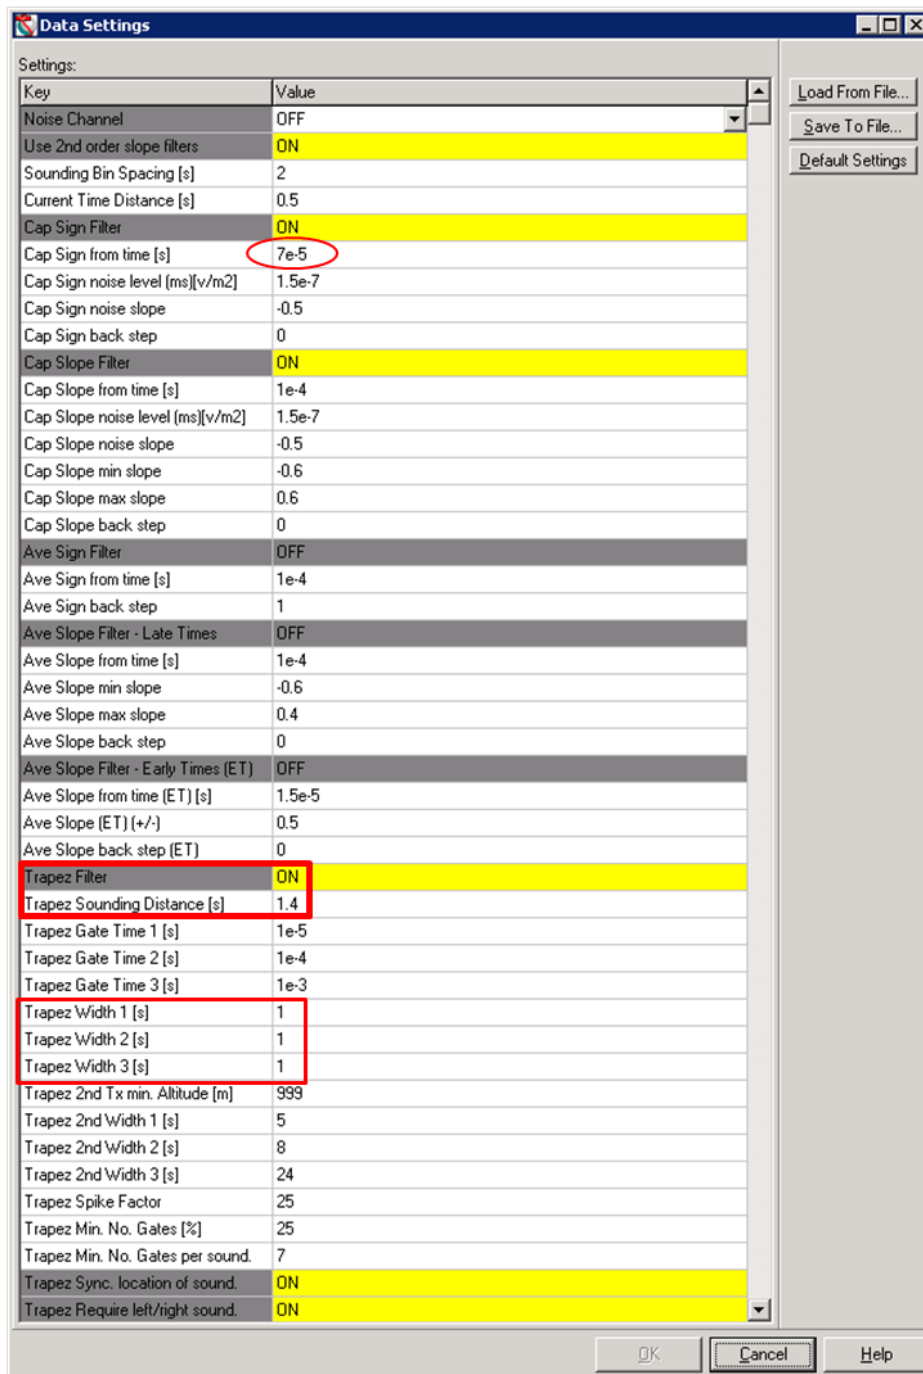 Data Settings
Settings:
Key Value
Noise Channel OFF
Use 2nd order slope filters ON
Sounding Bin Spacing [s] 2
Current Time Distance [s] 0.5
Cap Sign Filter ON
Cap Sign from time [s] 7e-5
Cap Sign noise level (ms)[v/m2] 1.5e-7
Cap Sign noise slope -0.5
Cap Sign back step 0
Cap Slope Filter ON
Cap Slope from time [s] 1e-4
Cap Slope noise level (ms)[v/m2] 1.5e-7
Cap Slope noise slope -0.5
Cap Slope min slope -0.6
Cap Slope max slope 0.6
Cap Slope back step 0
Ave Sign Filter OFF
Ave Sign from time [s] 1e-4
Ave Sign back step 1
Ave Slope Filter - Late Times OFF
Ave Slope from time [s] 1e-4
Ave Slope min slope -0.6
Ave Slope max slope 0.4
Ave Slope back step 0
Ave Slope Filter - Early Times (ET) OFF
Ave Slope from time (ET) [s] 1.5e-5
Ave Slope (ET) (+/-) 0.5
Ave Slope back step (ET) 0
Trapez Filter ON
Trapez Sounding Distance [s] 1.4
Trapez Gate Time 1 [s] 1e-5
Trapez Gate Time 2 [s] 1e-4
Trapez Gate Time 3 [s] 1e-3
Trapez Width 1 [s] 1
Trapez Width 2 [s] 1
Trapez Width 3 [s] 1
Trapez 2nd Tx min. Altitude [m] 999
Trapez 2nd Width 1 [s] 5
Trapez 2nd Width 2 [s] 8
Trapez 2nd Width 3 [s] 24
Trapez Spike Factor 25
Trapez Min. No. Gates [%] 25
Trapez Min. No. Gates per sound. 7
Trapez Sync. location of sound. ON
Trapez Require left/right sound. ON
Load From File...
Save To File...
Default Settings
OK Cancel Help